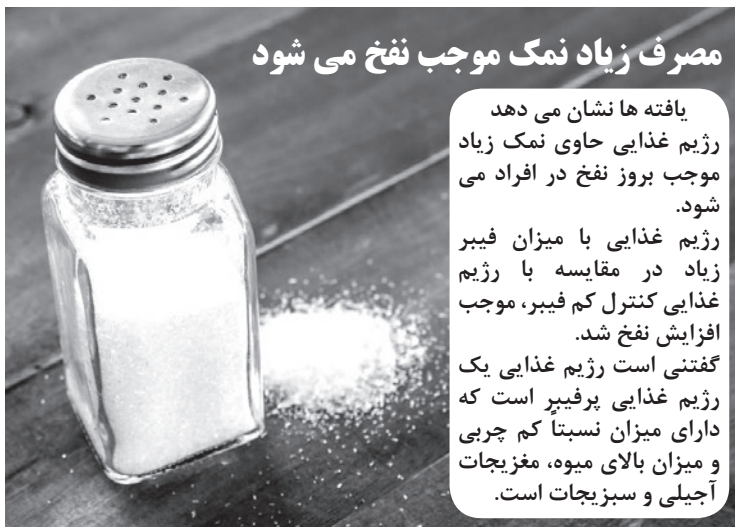 مصرف زیاد نمک موجب نفخ می شود
یافته ها نشان می دهد
رژیم غذایی حاوی نمک زیاد
موجب بروز نفخ در افراد می
شود.
رژیم غذایی با میزان فیبر
زیاد در مقایسه با رژیم
غذایی کنترل کم فیبر، موجب
افزایش نفخ شد.
گفتنی است رژیم غذایی یک
رژیم غذایی پرفیبر است که
دارای میزان نسبتاً کم چربی
و میزان بالای میوه، مغزیجات
آجیلی و سبزیجات است.